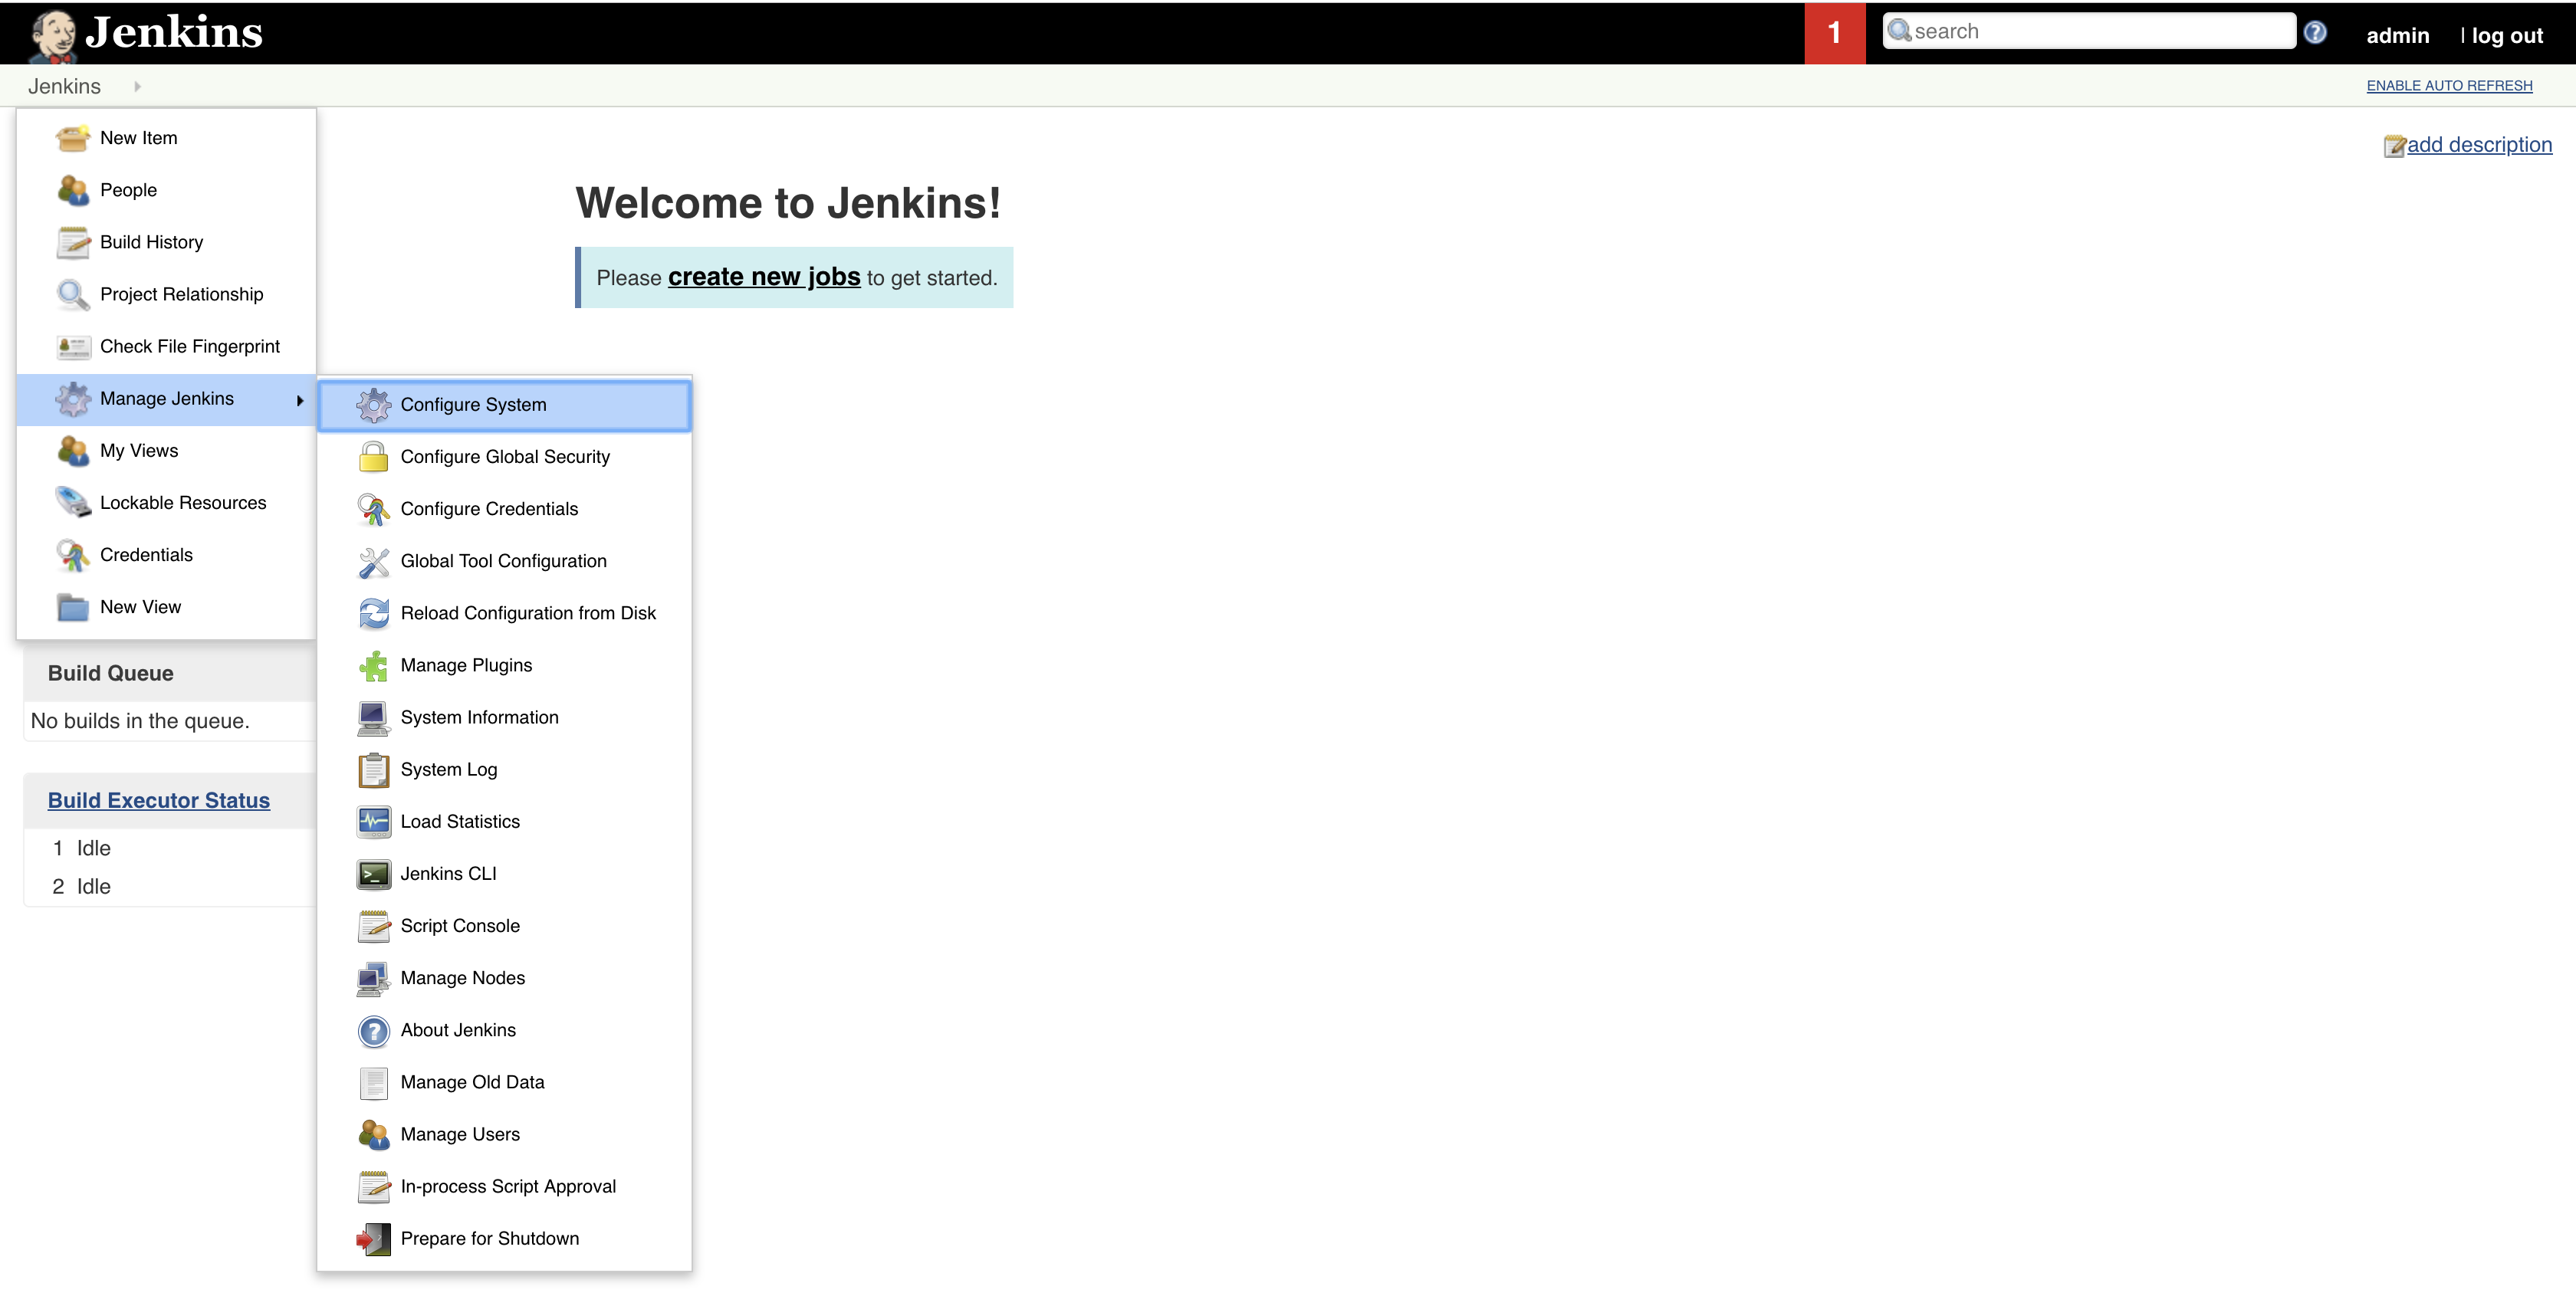 Jenkins
1
search
admin | log out
Jenkins
ENABLE AUTO REFRESH
add description
New Item
People
Build History
Project Relationship
Check File Fingerprint
Manage Jenkins
My Views
Lockable Resources
Credentials
New View
Configure System
Configure Global Security
Configure Credentials
Global Tool Configuration
Reload Configuration from Disk
Manage Plugins
System Information
System Log
Load Statistics
Jenkins CLI
Script Console
Manage Nodes
About Jenkins
Manage Old Data
Manage Users
In-process Script Approval
Prepare for Shutdown
Welcome to Jenkins!
Please create new jobs to get started.
Build Queue
No builds in the queue.
Build Executor Status
1 Idle
2 Idle